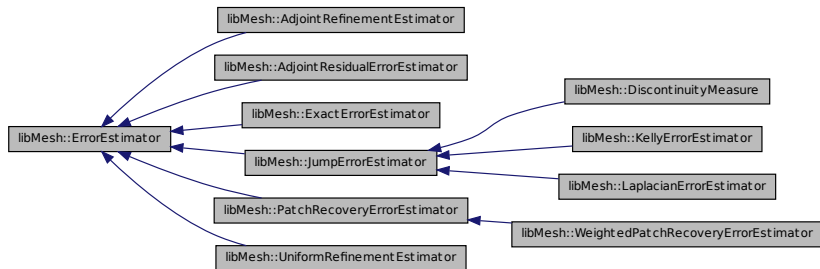 libMesh::AdjointRefinementEstimator
libMesh::AdjointResidualErrorEstimator
libMesh::DiscontinuityMeasure
libMesh::ExactErrorEstimator
libMesh::ErrorEstimator
libMesh::KellyErrorEstimator
libMesh::JumpErrorEstimator
libMesh::LaplacianErrorEstimator
libMesh::PatchRecoveryErrorEstimator
libMesh::WeightedPatchRecoveryErrorEstimator
libMesh::UniformRefinementEstimator